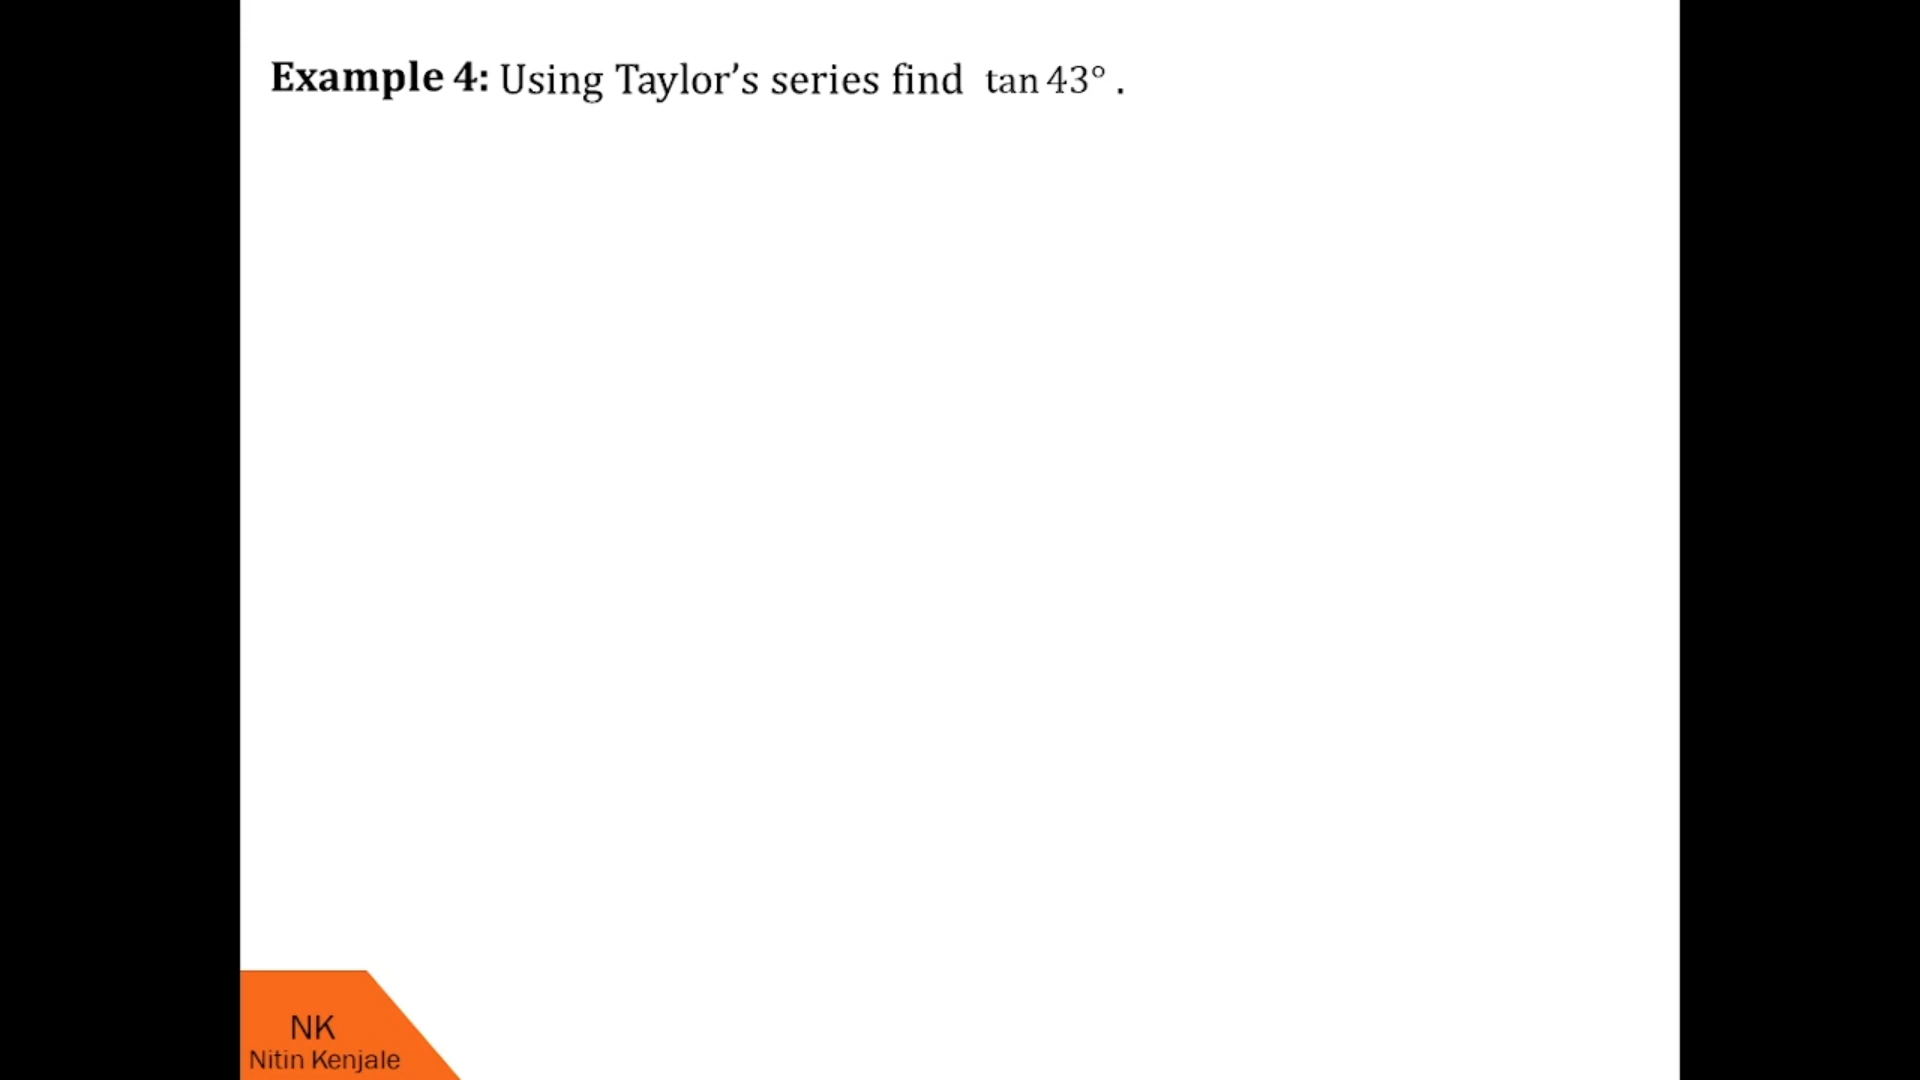 Example 4: Using Taylor’s series find tan 43° .
NK
Nitin Kenjale